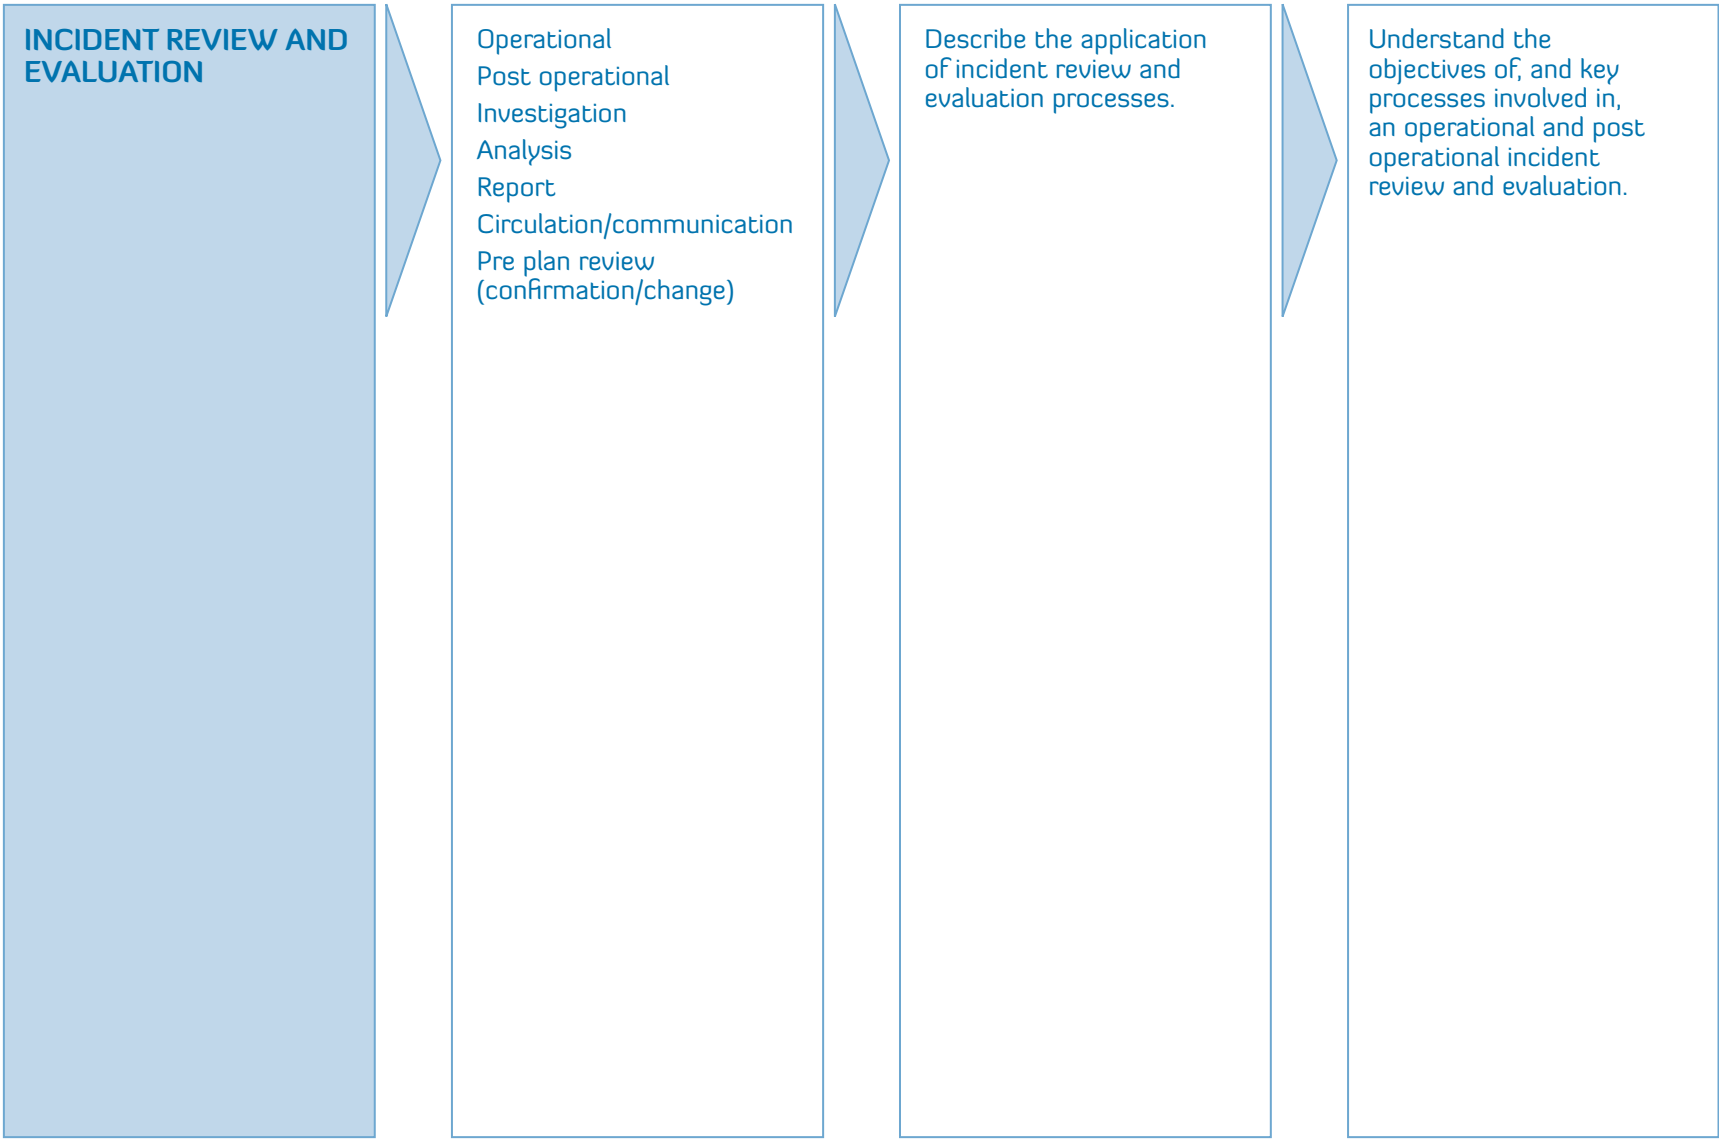 INCIDENT REVIEW AND
EVALUATION
Operational
Post operational
Investigation
Analysis
Report
Circulation/communication
Pre plan review
(confirmation/change)
Describe the application
of incident review and
evaluation processes.
Understand the
objectives of, and key
processes involved in,
an operational and post
operational incident
review and evaluation.